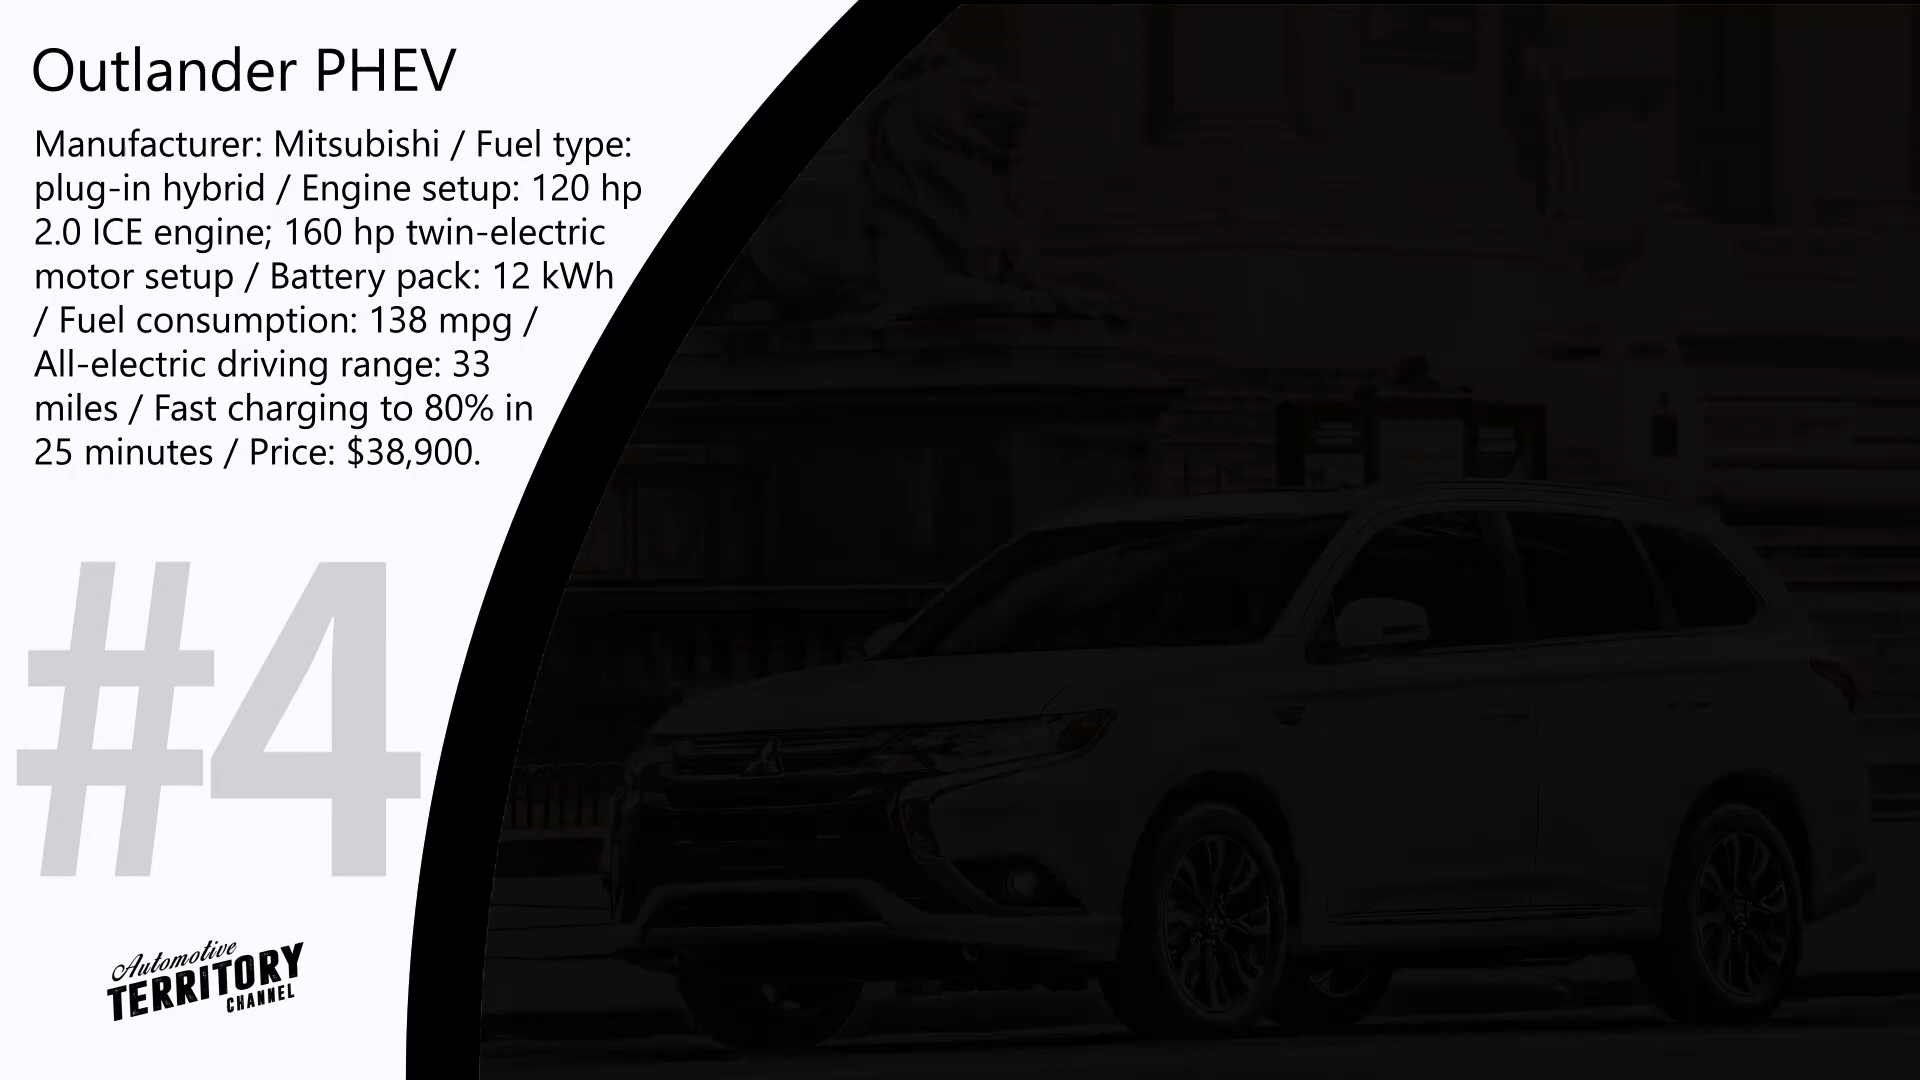 Outlander PHEV
Manufacturer: Mitsubishi / Fuel type:
plug-in hybrid / Engine setup: 120 hp
2.0 ICE engine; 160 hp twin-electric
motor setup / Battery pack: 12 kWh
/ Fuel consumption: 138 mpg /
All-electric driving range: 33
miles / Fast charging to 80% in
25 minutes / Price: $38,900.
#4
Automotive
TERRITORY
CHANNEL